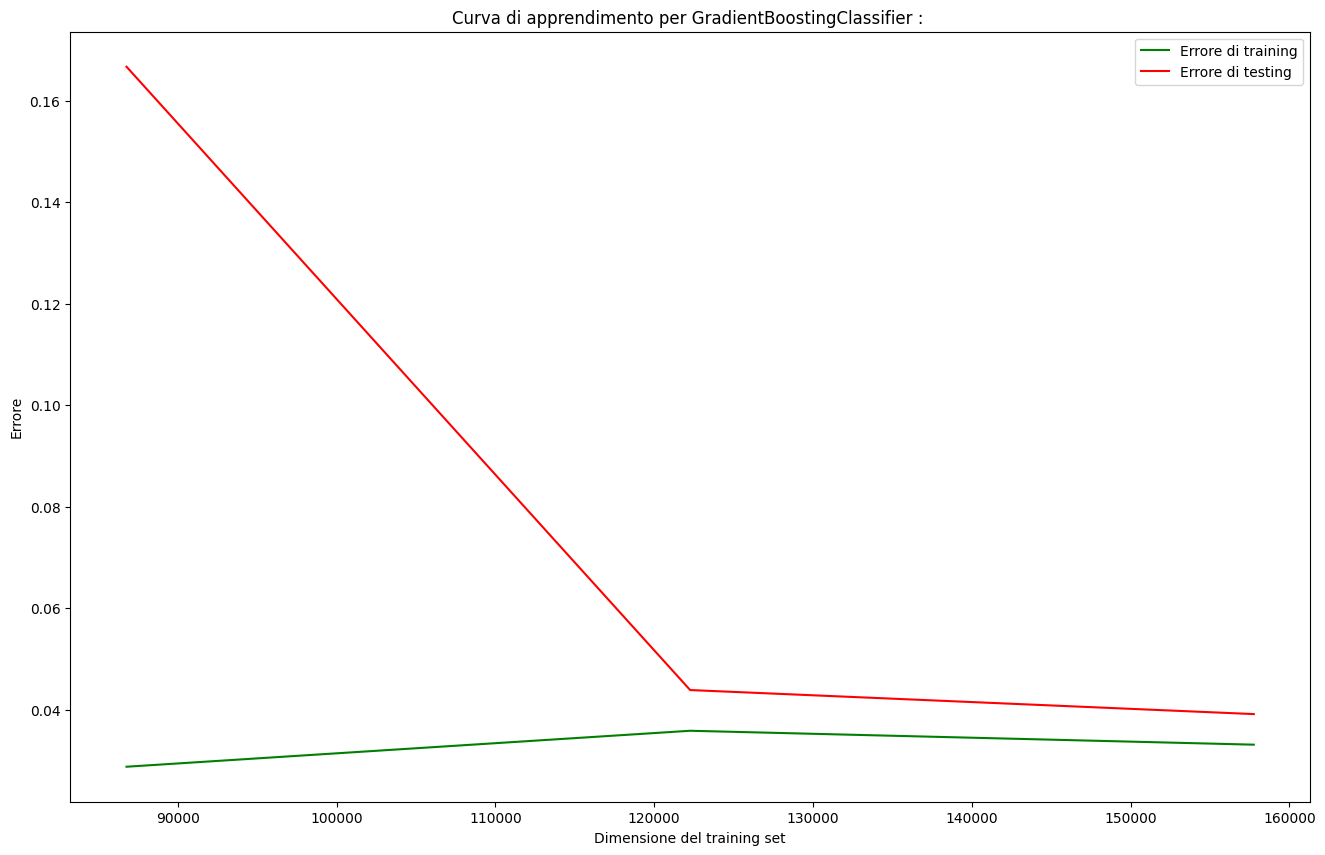 Curva di apprendimento per GradientBoostingClassifier :
Errore di training
Errore di testing
0.16
0.14
0.12
0.10
0.08
0.06
0.04
Errore
90000 100000 110000 120000 130000 140000 150000 160000
Dimensione del training set